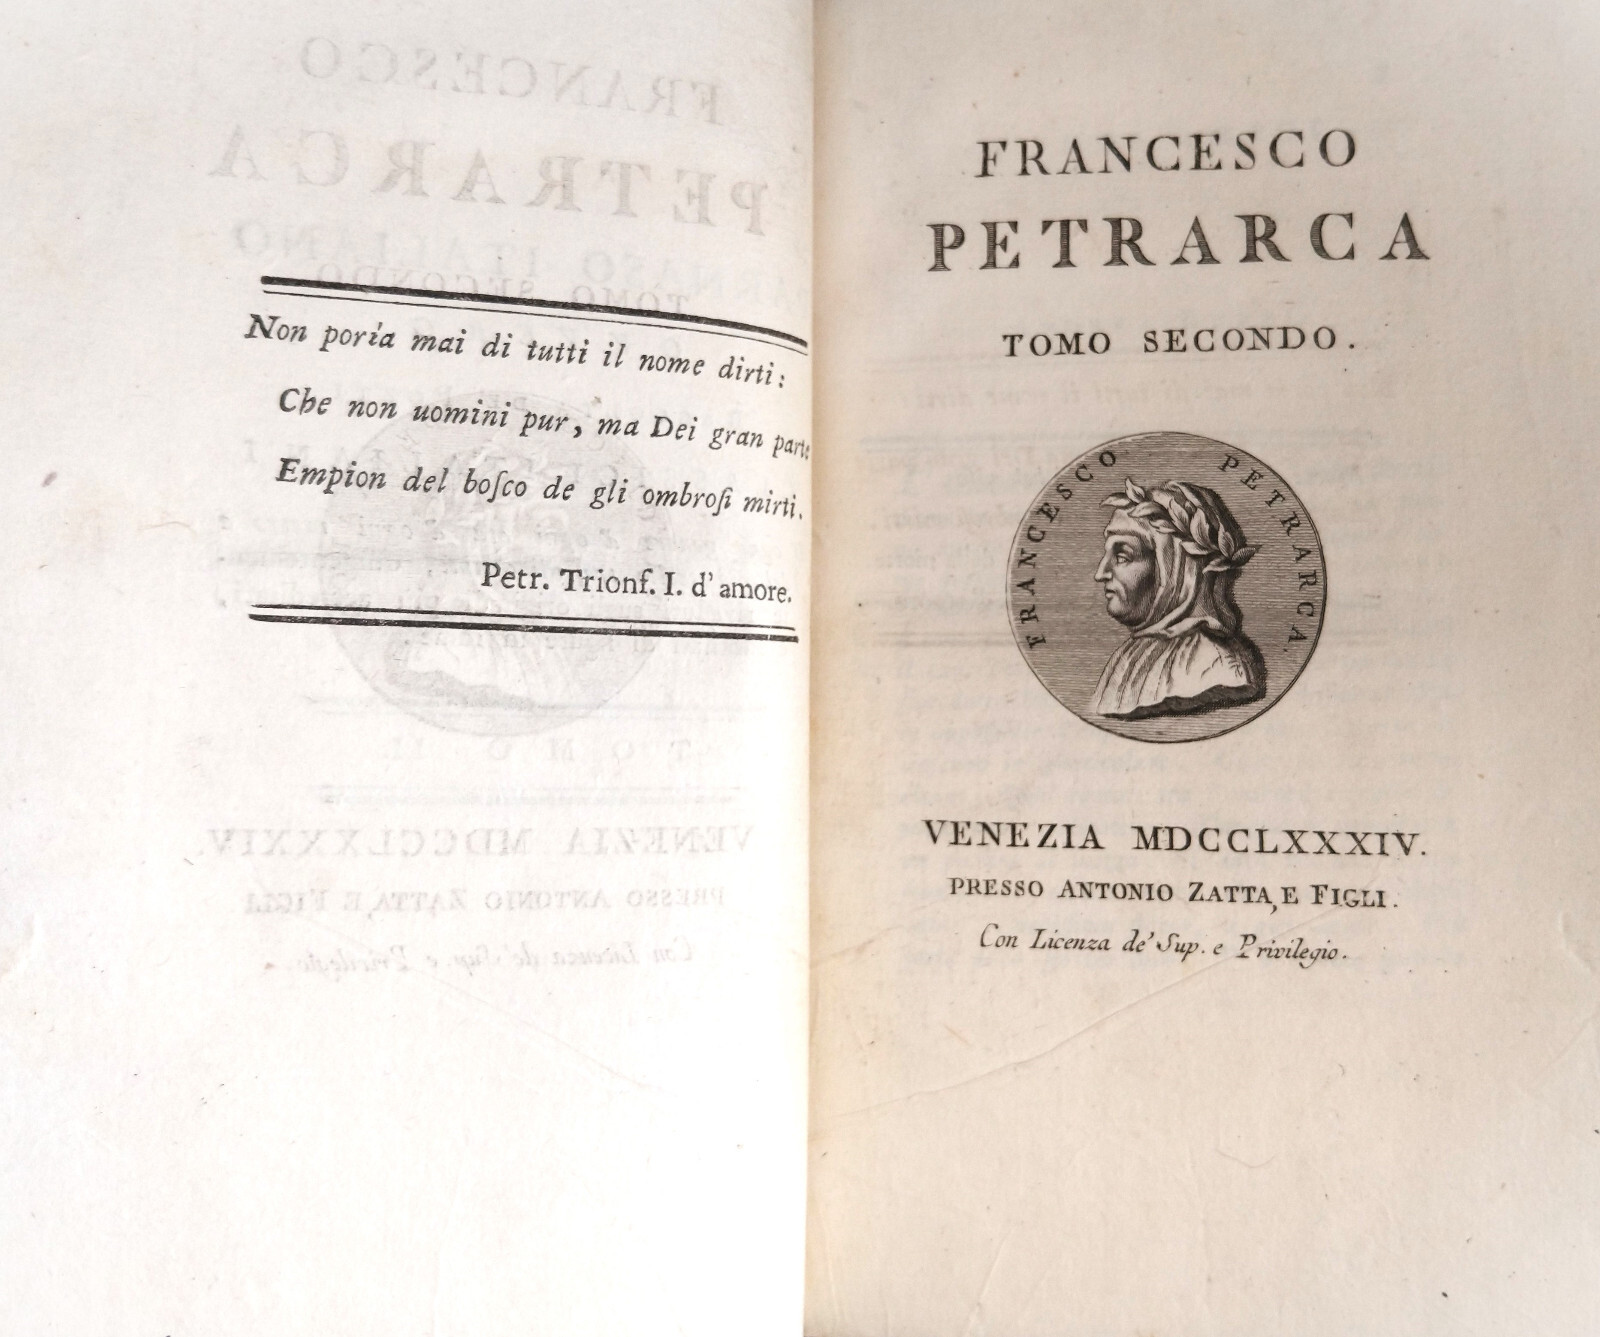 Non poría mai di tutti il nome dirti:
Che non uomini pur, ma Dei gran parte
Empion del boſco de gli ombroſi mirti.
Petr. Trionf. I. d'amore.
FRANCESCO
PETRARCA
TOMO SECONDO.
FRANCESCO PETRARCA.
VENEZIA MDCCLXXXIV.
PRESSO ANTONIO ZATTA, E FIGLI.
Con Licenza de' Sup. e Privilegio.